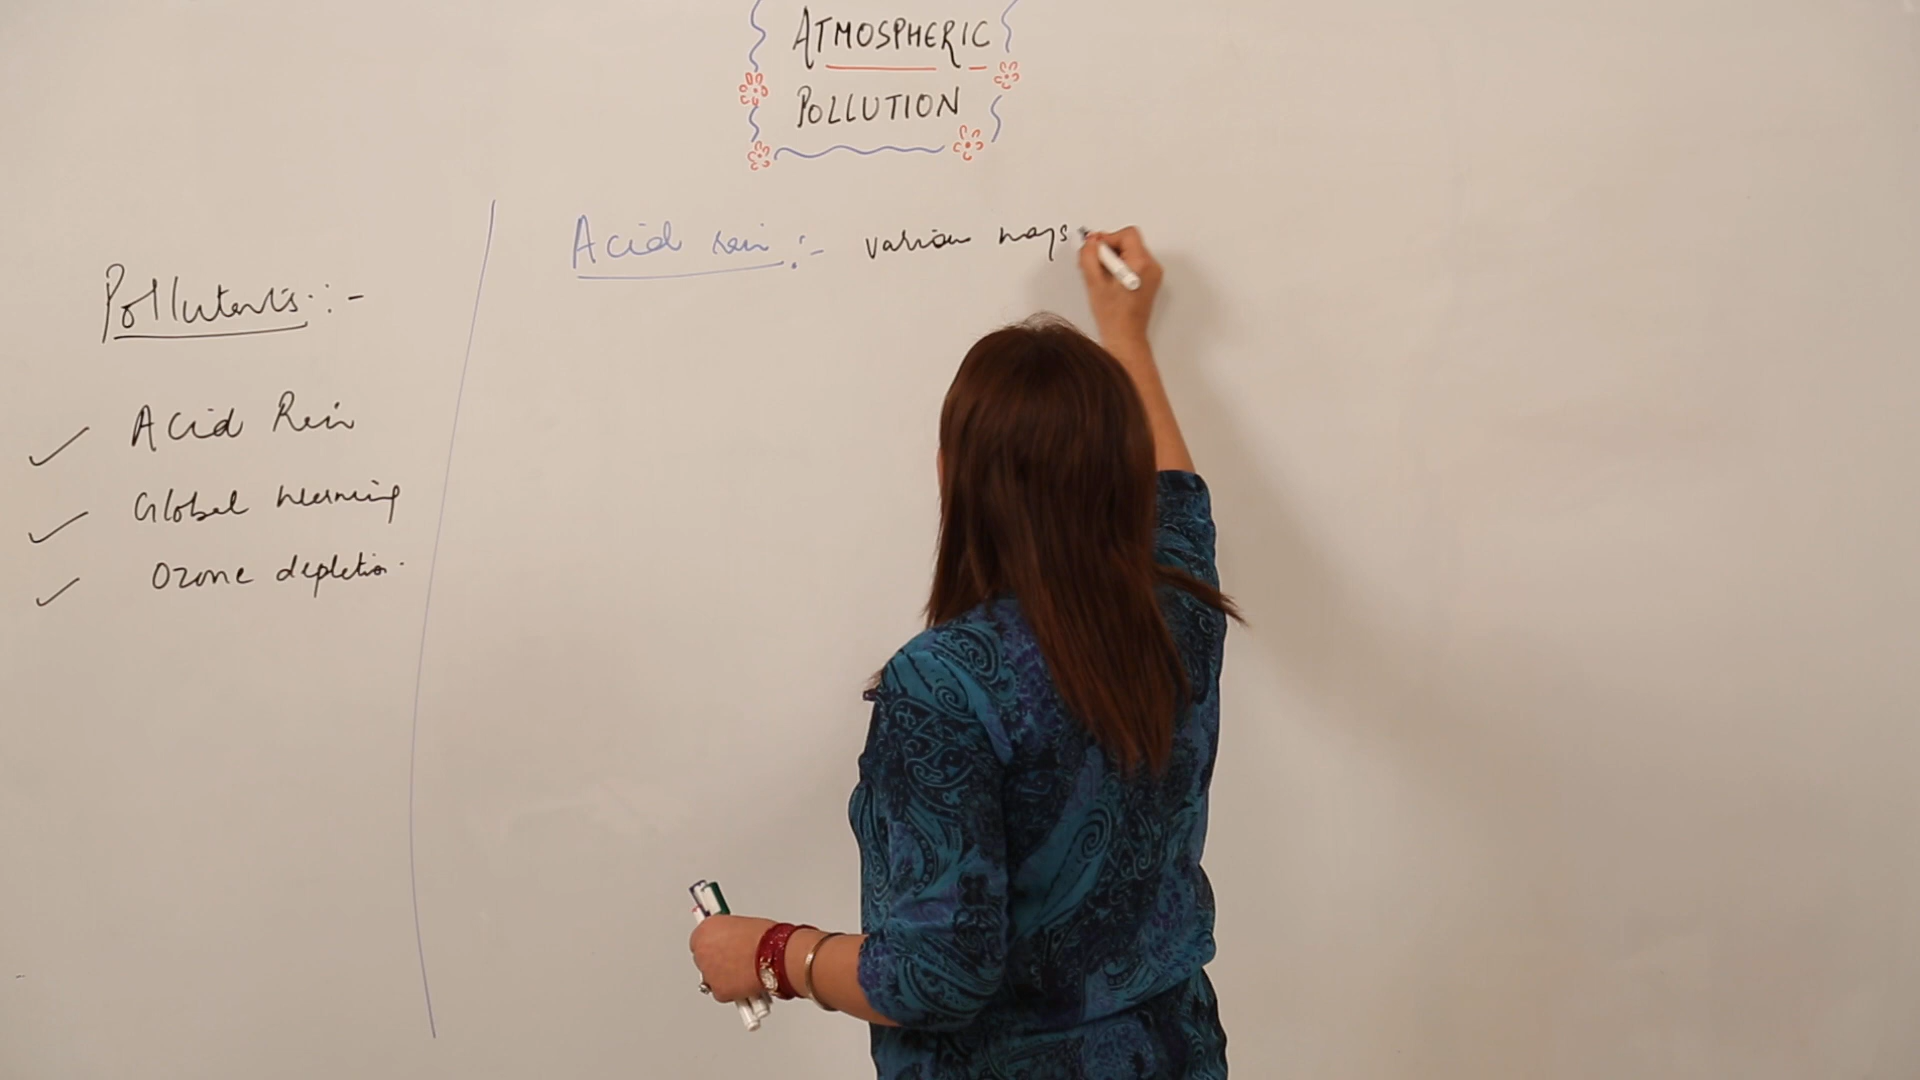 ATMOSPHERIC
POLLUTION
Pollutants :-
Acid Rain
Global warming
Ozone depletion.
Acid rain :- various ways